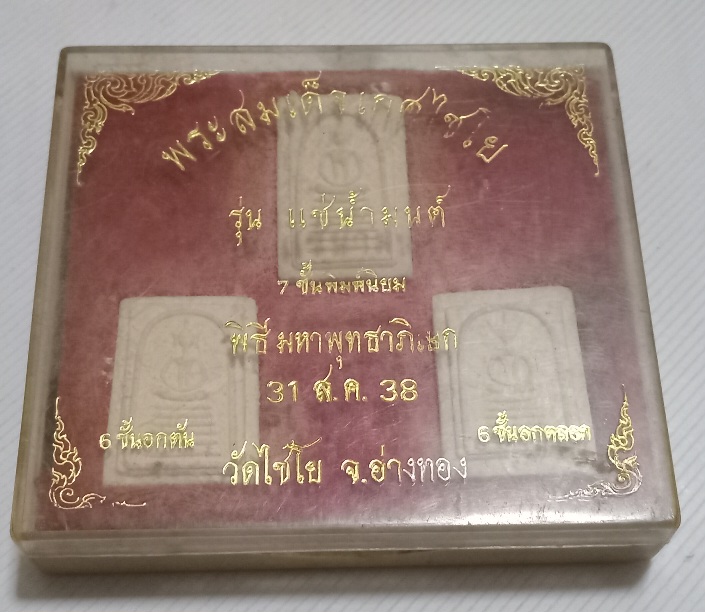 พระสมเด็จเกศไชโย
รุ่น แช่น้ำมนต์
7 ชั้นพิมพ์นิยม
พิธี มหาพุทธาภิเษก
31 ส.ค. 38
6 ชั้นอกตัน
6 ชั้นอกตลอด
วัดไชโย จ.อ่างทอง